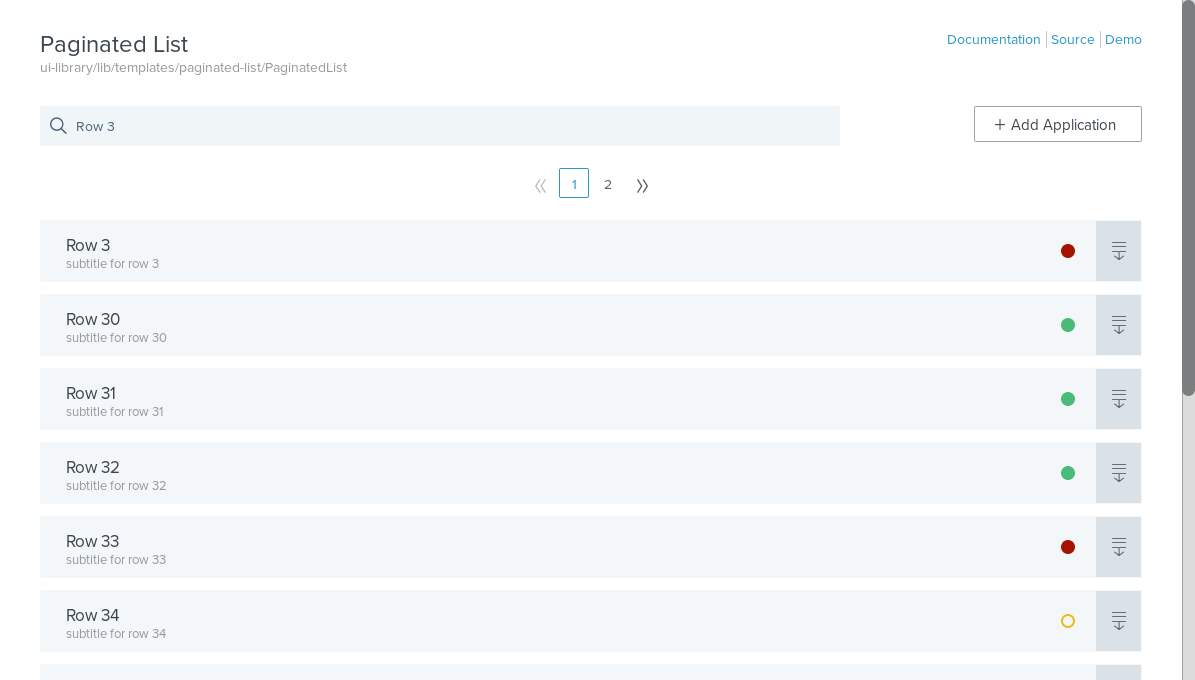 Paginated List
ui-library/lib/templates/paginated-list/PaginatedList
Documentation Source Demo
Row 3
+ Add Application
« 1 2 »
Row 3
subtitle for row 3
Row 30
subtitle for row 30
Row 31
subtitle for row 31
Row 32
subtitle for row 32
Row 33
subtitle for row 33
Row 34
subtitle for row 34